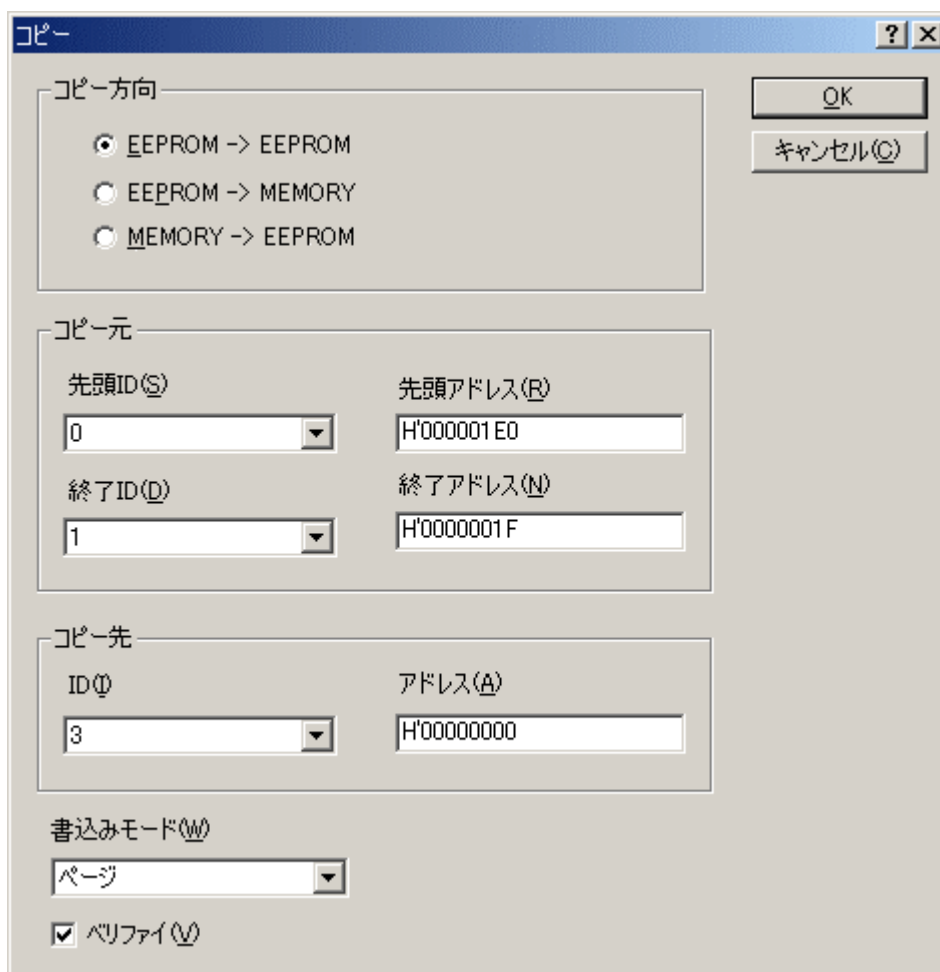 コピー
コピー方向
OK
EEPROM -> EEPROM
キャンセル(C)
EEPROM -> MEMORY
MEMORY -> EEPROM
コピー元
先頭ID(S)
先頭アドレス(R)
0
H'000001E0
終了ID(D)
終了アドレス(N)
1
H'0000001F
コピー先
ID(I)
アドレス(A)
3
H'00000000
書込みモード(W)
ページ
ベリファイ(V)